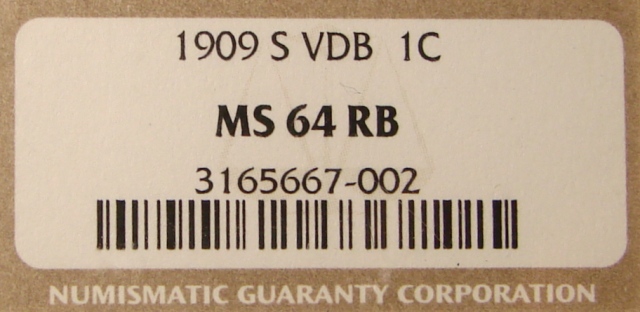 1909 S VDB 1C
MS 64 RB
3165667-002
NUMISMATIC GUARANTY CORPORATION